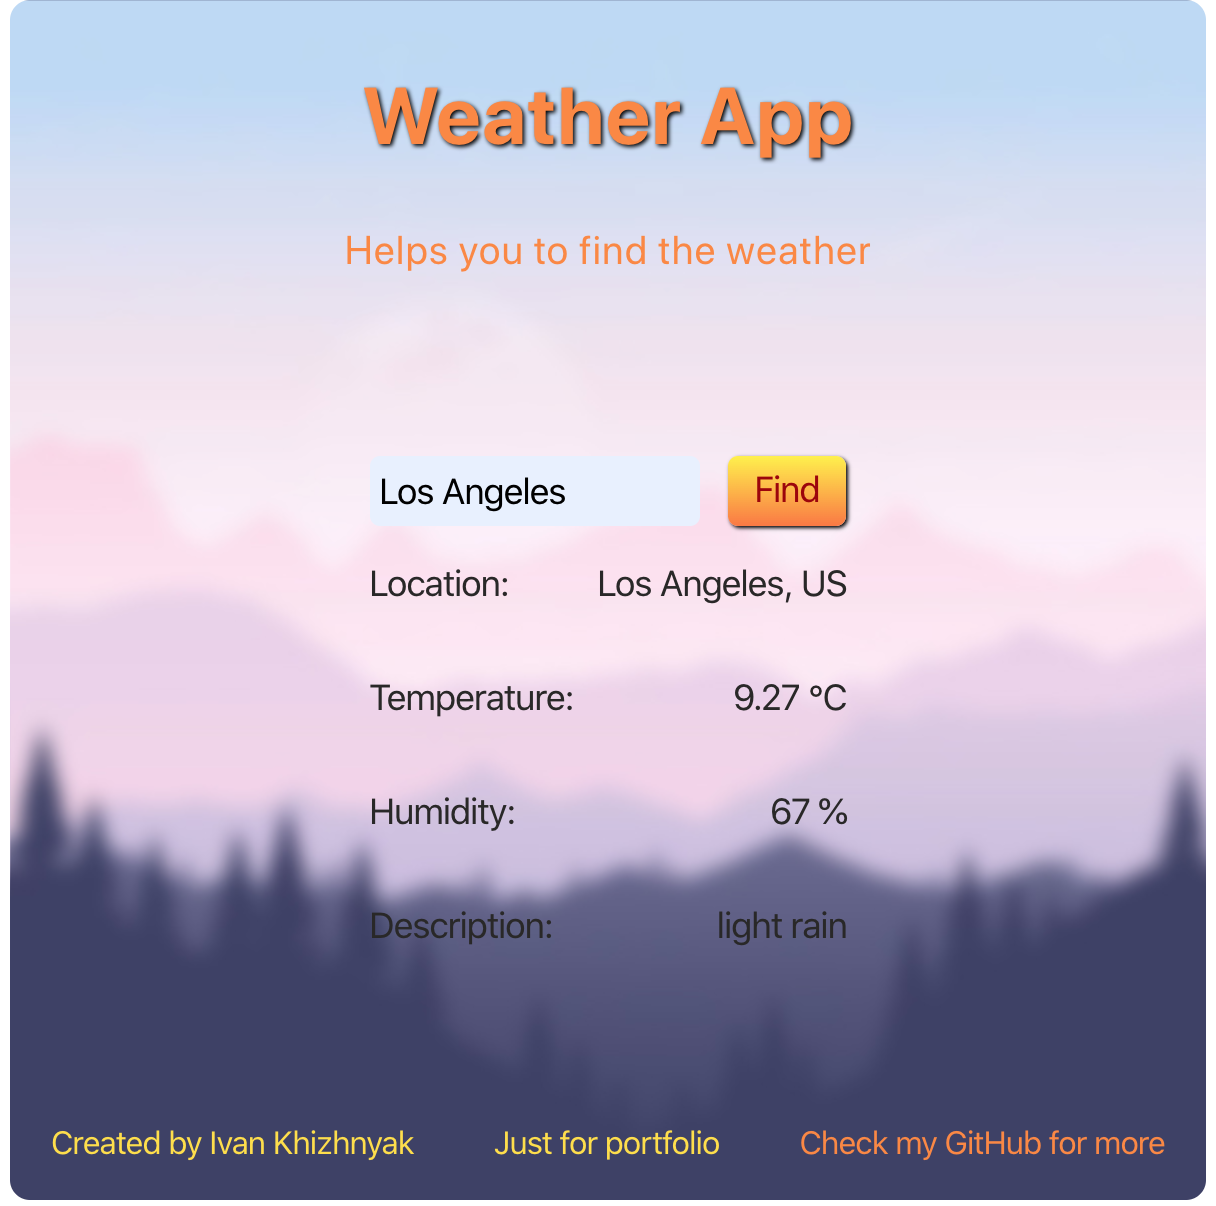 Weather App
Helps you to find the weather
Los Angeles Find
Location: Los Angeles, US
Temperature: 9.27 °C
Humidity: 67 %
Description: light rain
Created by Ivan Khizhnyak Just for portfolio Check my GitHub for more